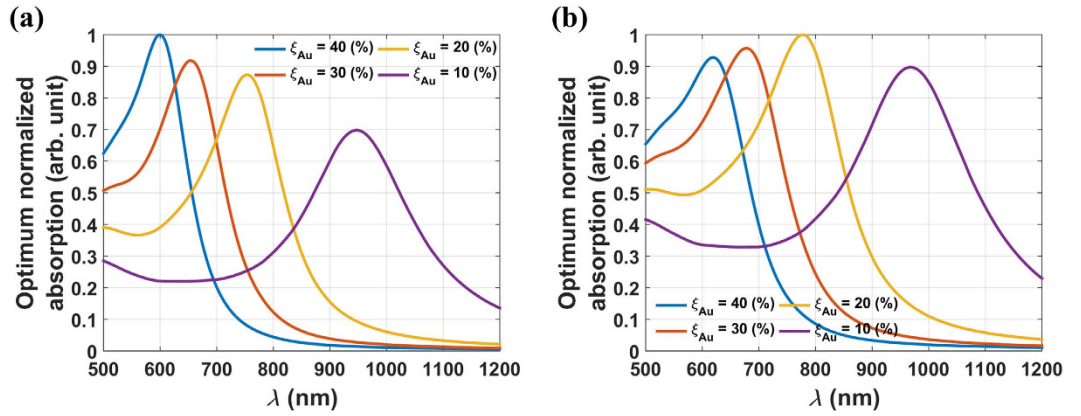 (a)
Optimum normalized
absorption (arb. unit)
1
0.9
0.8
0.7
0.6
0.5
0.4
0.3
0.2
0.1
0
ξAu = 40 (%) ξAu = 20 (%)
ξAu = 30 (%) ξAu = 10 (%)
500 600 700 800 900 1000 1100 1200
λ (nm)
(b)
Optimum normalized
absorption (arb. unit)
1
0.9
0.8
0.7
0.6
0.5
0.4
0.3
0.2
0.1
0
ξAu = 40 (%) ξAu = 20 (%)
ξAu = 30 (%) ξAu = 10 (%)
500 600 700 800 900 1000 1100 1200
λ (nm)